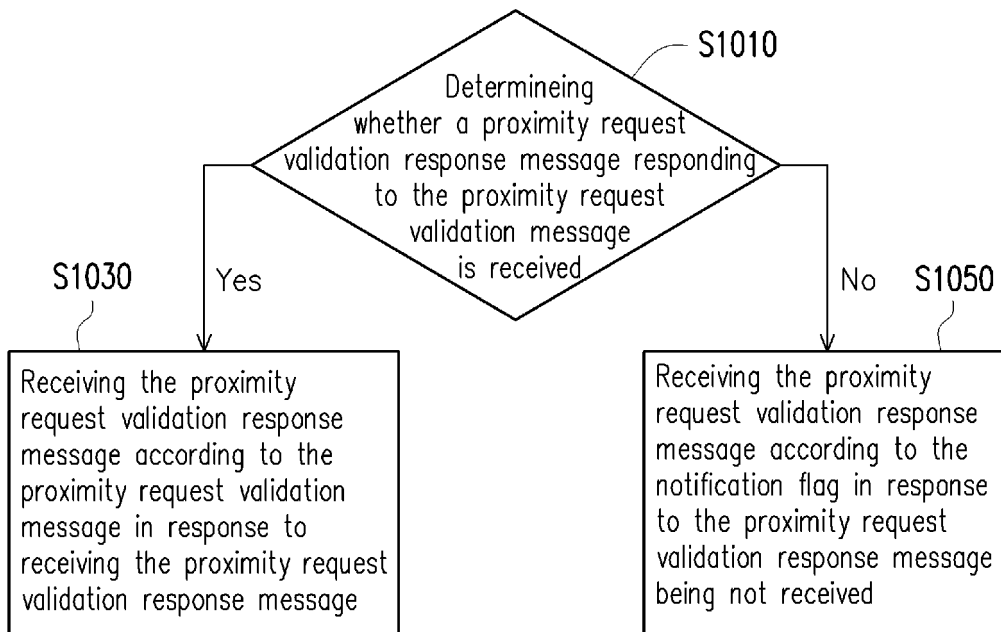 S1010
Determineing
whether a proximity request
validation response message responding
to the proximity request
validation message
is received
S1030
Yes
No
S1050
Receiving the proximity
request validation response
message according to the
proximity request validation
message in response to
receiving the proximity request
validation response message
Receiving the proximity
request validation response
message according to the
notification flag in response
to the proximity request
validation response message
being not received